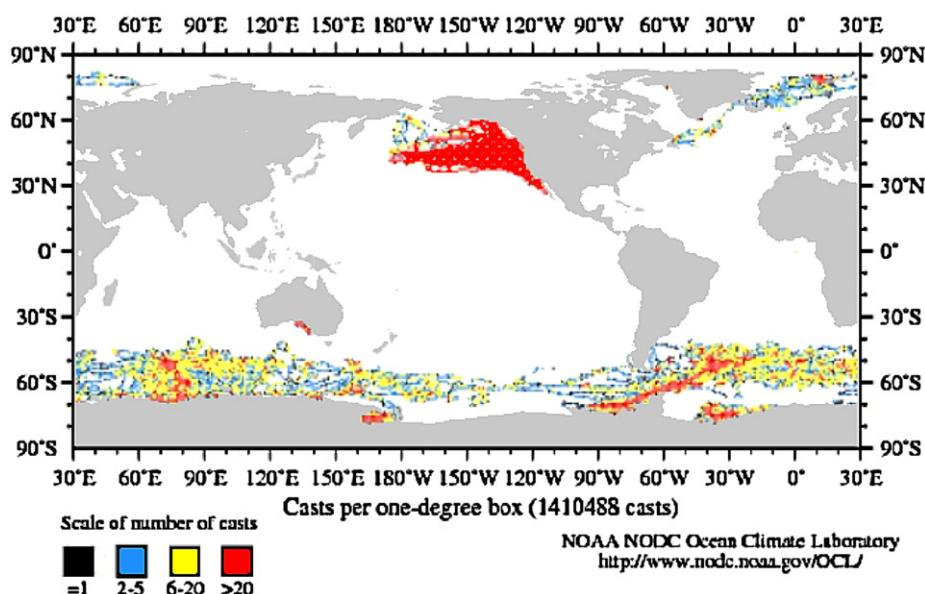 30°E 60°E 90°E 120°E 150°E 180°W 150°W 120°W 90°W 60°W 30°W 0° 30°E
90°N 90°N
60°N 60°N
30°N 30°N
0° 0°
30°S 30°S
60°S 60°S
90°S 90°S
30°E 60°E 90°E 120°E 150°E 180°W 150°W 120°W 90°W 60°W 30°W 0° 30°E
Casts per one-degree box (1410488 casts)
Scale of number of casts
=1 2-5 6-20 >20
NOAA NODC Ocean Climate Laboratory
http://www.nodc.noaa.gov/OCL/